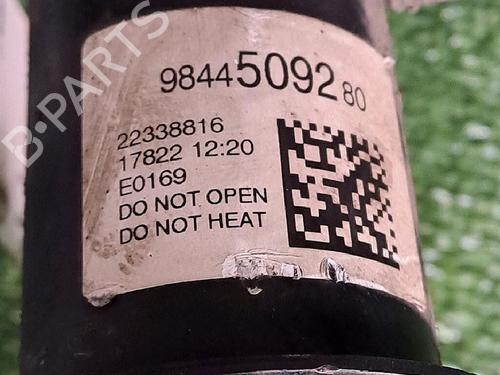 B-PARTS
9844509280
22338816
17822 12:20
E0169
DO NOT OPEN
DO NOT HEAT